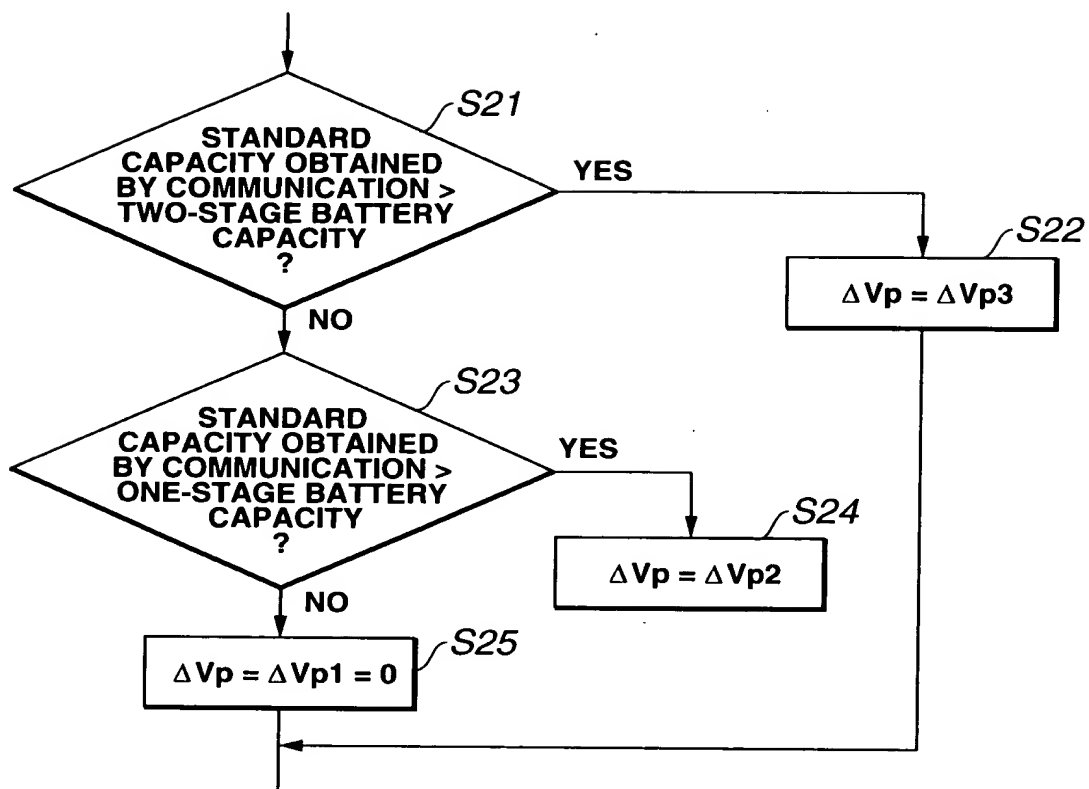 S21
STANDARD
CAPACITY OBTAINED
BY COMMUNICATION >
TWO-STAGE BATTERY
CAPACITY
?
YES
S22
ΔVp = ΔVp3
NO
S23
STANDARD
CAPACITY OBTAINED
BY COMMUNICATION >
ONE-STAGE BATTERY
CAPACITY
?
YES
S24
ΔVp = ΔVp2
NO
S25
ΔVp = ΔVp1 = 0